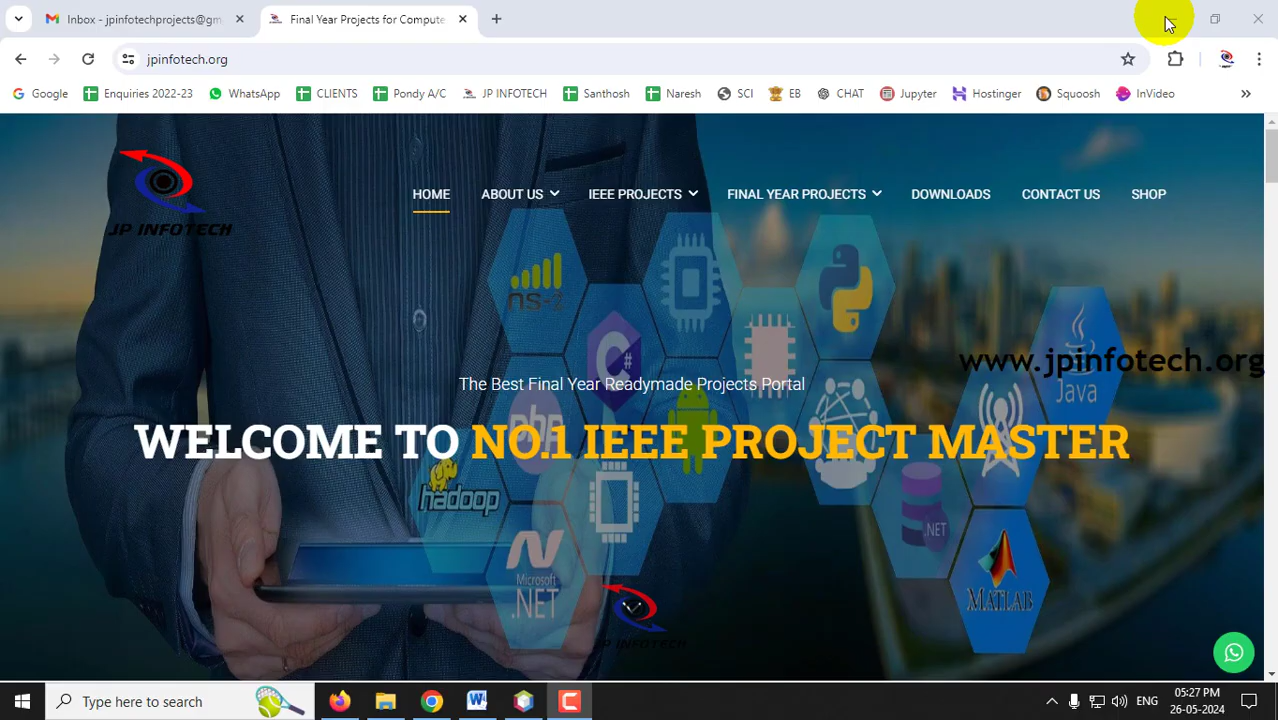 Inbox - jpinfotechprojects@gm
Final Year Projects for Compute
jpinfotech.org
Google
Enquiries 2022-23
WhatsApp
CLIENTS
Pondy A/C
JP INFOTECH
Santhosh
Naresh
SCI
EB
CHAT
Jupyter
Hostinger
Squoosh
InVideo
JP INFOTECH
HOME
ABOUT US
IEEE PROJECTS
FINAL YEAR PROJECTS
DOWNLOADS
CONTACT US
SHOP
ns-2
www.jpinfotech.org
Java
The Best Final Year Readymade Projects Portal
php
WELCOME TO NO.1 IEEE PROJECT MASTER
hadoop
.NET
Microsoft
.NET
MATLAB
JP INFOTECH
Type here to search
ENG
05:27 PM
26-05-2024